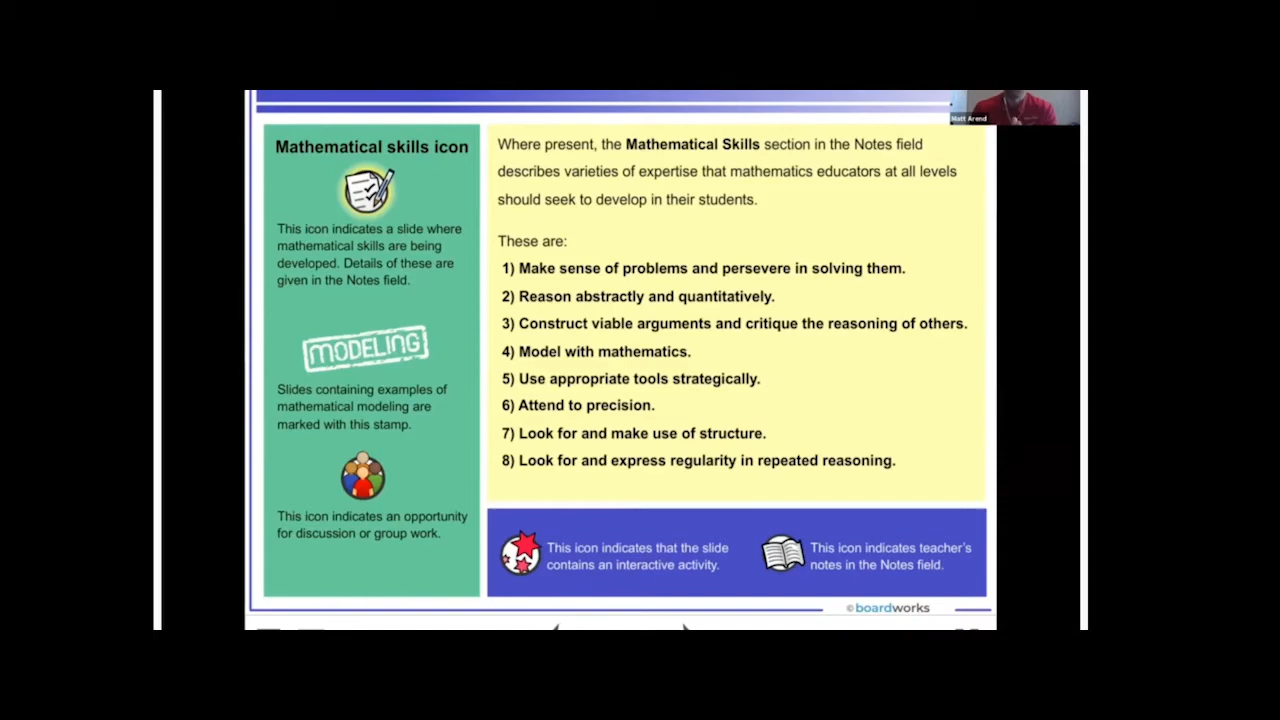 Matt Arend
Mathematical skills icon
This icon indicates a slide where
mathematical skills are being
developed. Details of these are
given in the Notes field.
MODELING
Slides containing examples of
mathematical modeling are
marked with this stamp.
This icon indicates an opportunity
for discussion or group work.
Where present, the Mathematical Skills section in the Notes field
describes varieties of expertise that mathematics educators at all levels
should seek to develop in their students.
These are:
1) Make sense of problems and persevere in solving them.
2) Reason abstractly and quantitatively.
3) Construct viable arguments and critique the reasoning of others.
4) Model with mathematics.
5) Use appropriate tools strategically.
6) Attend to precision.
7) Look for and make use of structure.
8) Look for and express regularity in repeated reasoning.
This icon indicates that the slide
contains an interactive activity.
This icon indicates teacher's
notes in the Notes field.
© boardworks